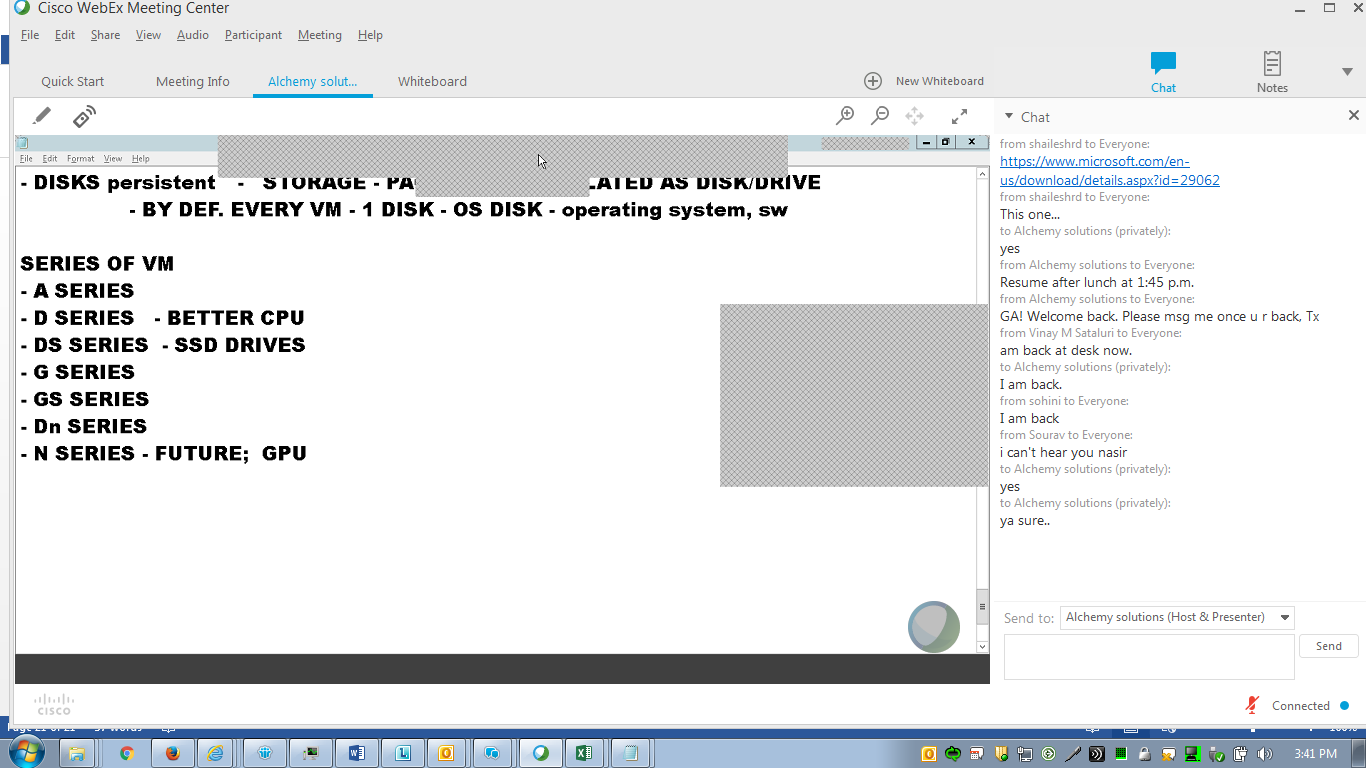 Cisco WebEx Meeting Center
File Edit Share View Audio Participant Meeting Help
Quick Start Meeting Info Alchemy solut... Whiteboard New Whiteboard Chat Notes
File Edit Format View Help
- DISKS persistent - STORAGE - AS DISK/DRIVE
- BY DEF. EVERY VM - 1 DISK - OS DISK - operating system, sw
SERIES OF VM
- A SERIES
- D SERIES - BETTER CPU
- DS SERIES - SSD DRIVES
- G SERIES
- GS SERIES
- Dn SERIES
- N SERIES - FUTURE; GPU
Chat
from shaileshrd to Everyone:
https://www.microsoft.com/en-
us/download/details.aspx?id=29062
from shaileshrd to Everyone:
This one...
to Alchemy solutions (privately):
yes
from Alchemy solutions to Everyone:
Resume after lunch at 1:45 p.m.
from Alchemy solutions to Everyone:
GA! Welcome back. Please msg me once u r back, Tx
from Vinay M Sataluri to Everyone:
am back at desk now.
to Alchemy solutions (privately):
I am back.
from sohini to Everyone:
I am back
from Sourav to Everyone:
i can't hear you nasir
to Alchemy solutions (privately):
yes
to Alchemy solutions (privately):
ya sure..
Send to: Alchemy solutions (Host & Presenter)
Send
CISCO
Connected
3:41 PM